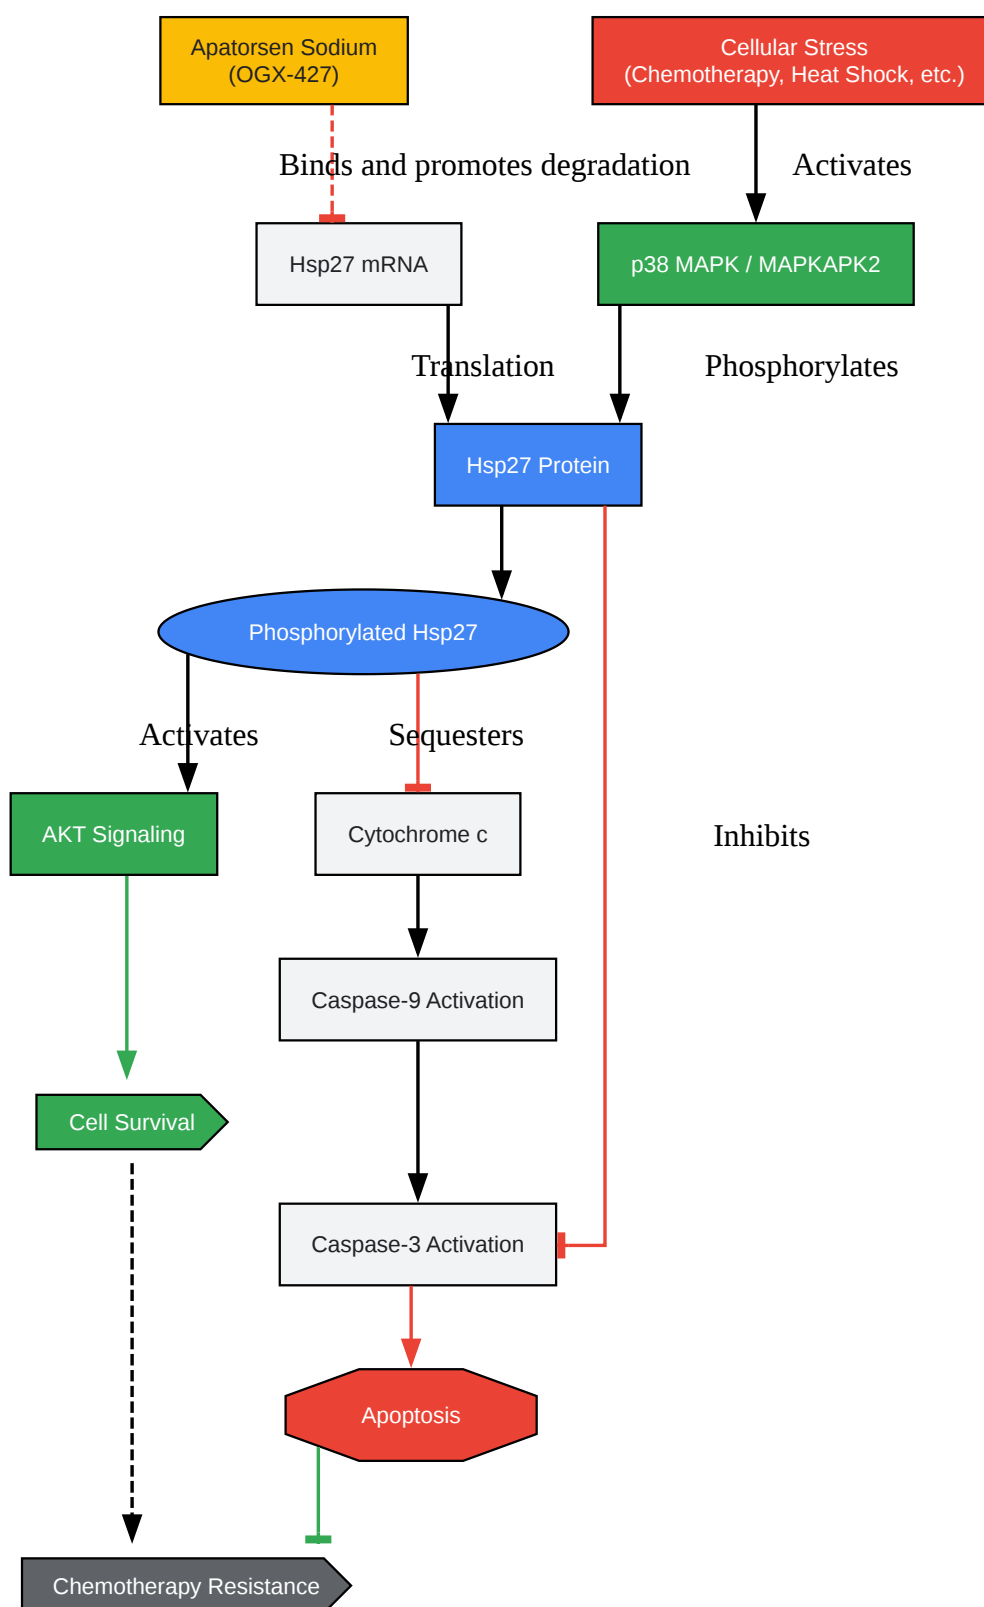 Apatorsen Sodium
(OGX-427)
Cellular Stress
(Chemotherapy, Heat Shock, etc.)
Binds and promotes degradation
Activates
Hsp27 mRNA
p38 MAPK / MAPKAPK2
Translation
Phosphorylates
Hsp27 Protein
Phosphorylated Hsp27
Activates
Sequesters
AKT Signaling
Cytochrome c
Inhibits
Caspase-9 Activation
Cell Survival
Caspase-3 Activation
Apoptosis
Chemotherapy Resistance